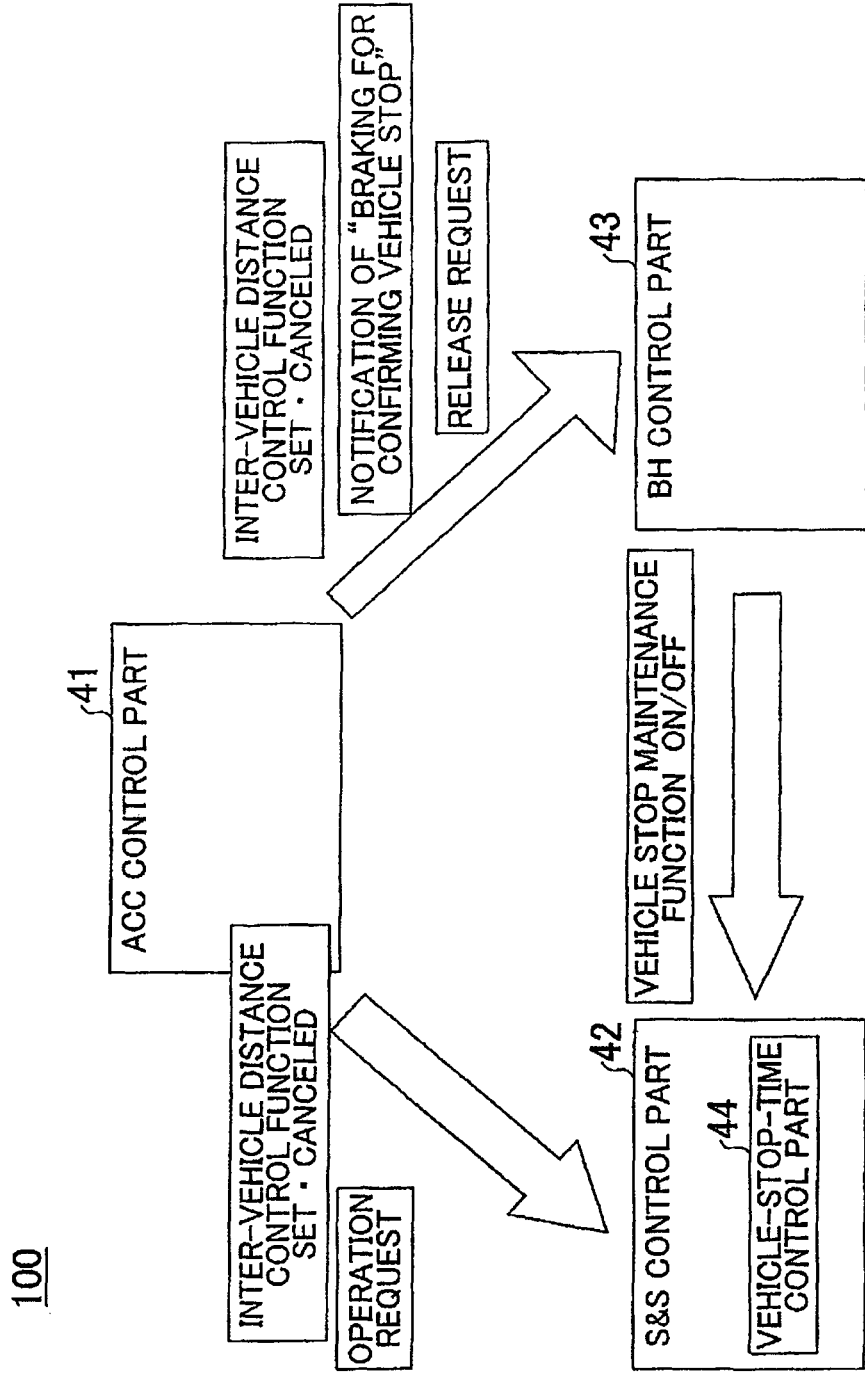 100
ACC CONTROL PART
41
INTER-VEHICLE DISTANCE
CONTROL FUNCTION
SET・CANCELED
OPERATION
REQUEST
INTER-VEHICLE DISTANCE
CONTROL FUNCTION
SET・CANCELED
NOTIFICATION OF "BRAKING FOR
CONFIRMING VEHICLE STOP"
RELEASE REQUEST
S&S CONTROL PART
42
44
VEHICLE-STOP-TIME
CONTROL PART
VEHICLE STOP MAINTENANCE
FUNCTION ON/OFF
BH CONTROL PART
43